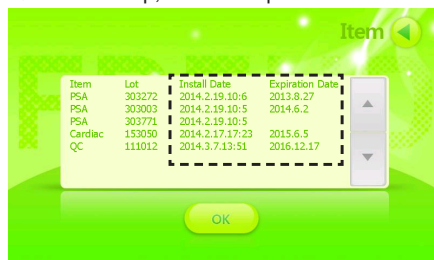 Item
Item Lot Install Date Expiration Date
PSA 303272 2014.2.19.10:6 2013.8.27
PSA 303003 2014.2.19.10:5 2014.6.2
PSA 303771 2014.2.19.10:5
Cardiac 153050 2014.2.17.17:23 2015.6.5
QC 111012 2014.3.7.13:51 2016.12.17
OK